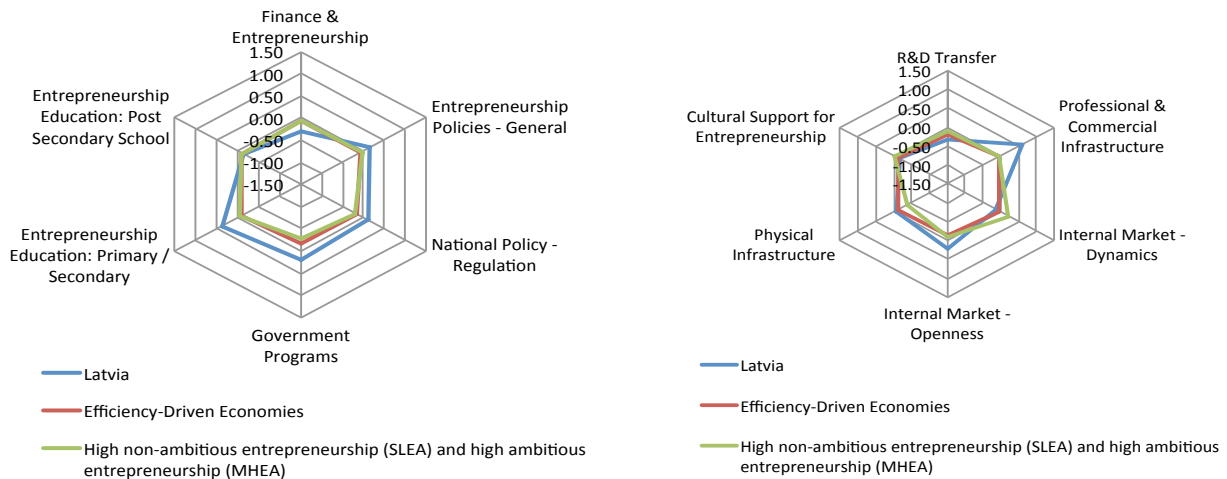 Finance &
Entrepreneurship
1.50
1.00
0.50
0.00
-0.50
-1.00
-1.50
Entrepreneurship
Policies - General
National Policy -
Regulation
Government
Programs
Entrepreneurship
Education: Primary /
Secondary
Entrepreneurship
Education: Post
Secondary School
Latvia
Efficiency-Driven Economies
High non-ambitious entrepreneurship (SLEA) and high ambitious
entrepreneurship (MHEA)
R&D Transfer
1.50
1.00
0.50
0.00
-0.50
-1.00
-1.50
Professional &
Commercial
Infrastructure
Internal Market -
Dynamics
Internal Market -
Openness
Physical
Infrastructure
Cultural Support for
Entrepreneurship
Latvia
Efficiency-Driven Economies
High non-ambitious entrepreneurship (SLEA) and high ambitious
entrepreneurship (MHEA)